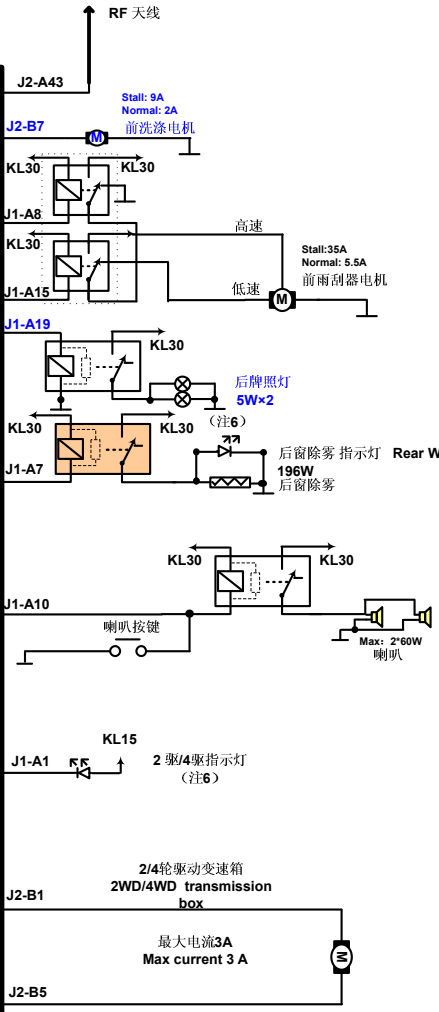 RF 天线
J2-A43
Stall: 9A
Normal: 2A
J2-B7
M
前洗涤电机
KL30
KL30
J1-A8
KL30
高速
Stall:35A
Normal: 5.5A
前雨刮器电机
J1-A15
低速
M
J1-A19
KL30
后牌照灯
5W×2
(注6)
KL30
KL30
后窗除雾 指示灯 Rear W
196W
后窗除雾
J1-A7
KL30
KL30
J1-A10
喇叭按键
Max: 2*60W
喇叭
KL15
J1-A1
2 驱/4驱指示灯
(注6)
2/4轮驱动变速箱
2WD/4WD transmission
box
J2-B1
最大电流3A
Max current 3 A
M
J2-B5